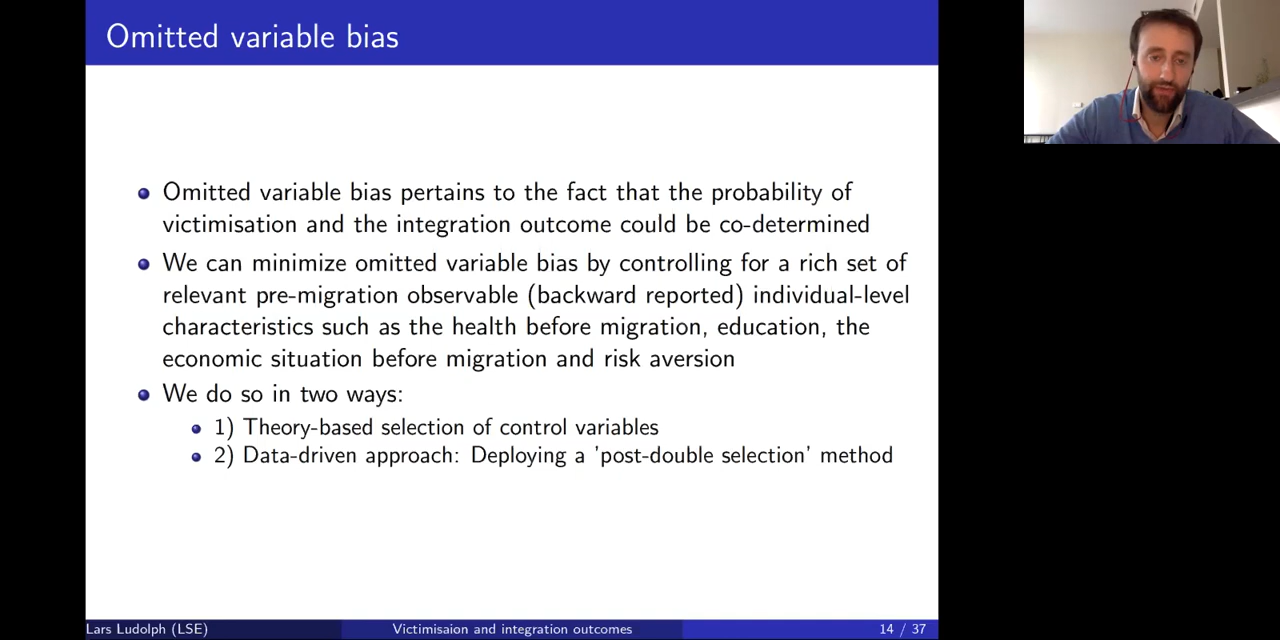 Omitted variable bias
Omitted variable bias pertains to the fact that the probability of
victimisation and the integration outcome could be co-determined
We can minimize omitted variable bias by controlling for a rich set of
relevant pre-migration observable (backward reported) individual-level
characteristics such as the health before migration, education, the
economic situation before migration and risk aversion
We do so in two ways:
1) Theory-based selection of control variables
2) Data-driven approach: Deploying a 'post-double selection' method
Lars Ludolph (LSE)
Victimisaion and integration outcomes
14 / 37